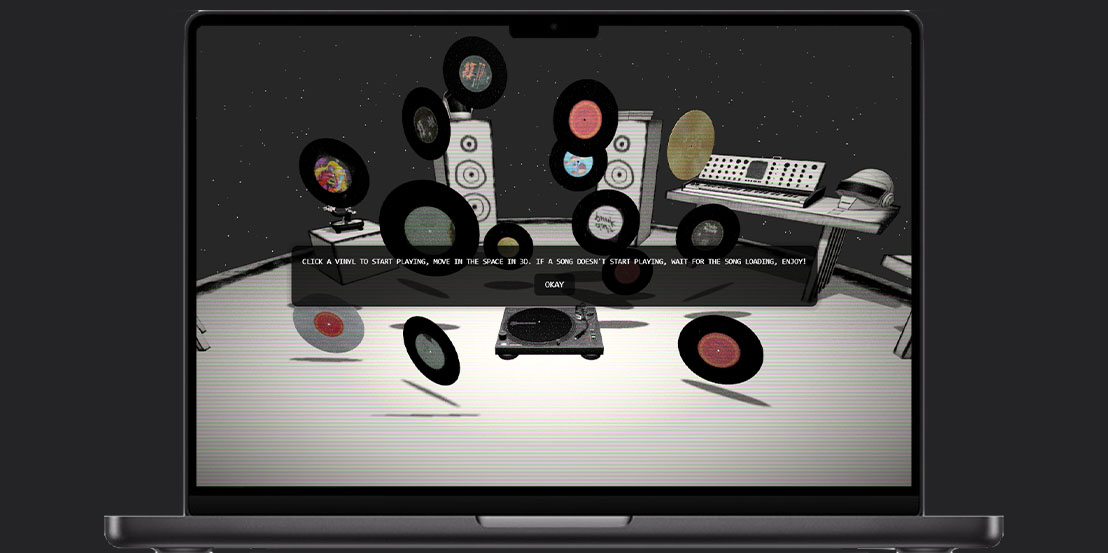 CLICK A VINYL TO START PLAYING, MOVE IN THE SPACE IN 3D. IF A SONG DOESN'T START PLAYING, WAIT FOR THE SONG LOADING, ENJOY!
OKAY